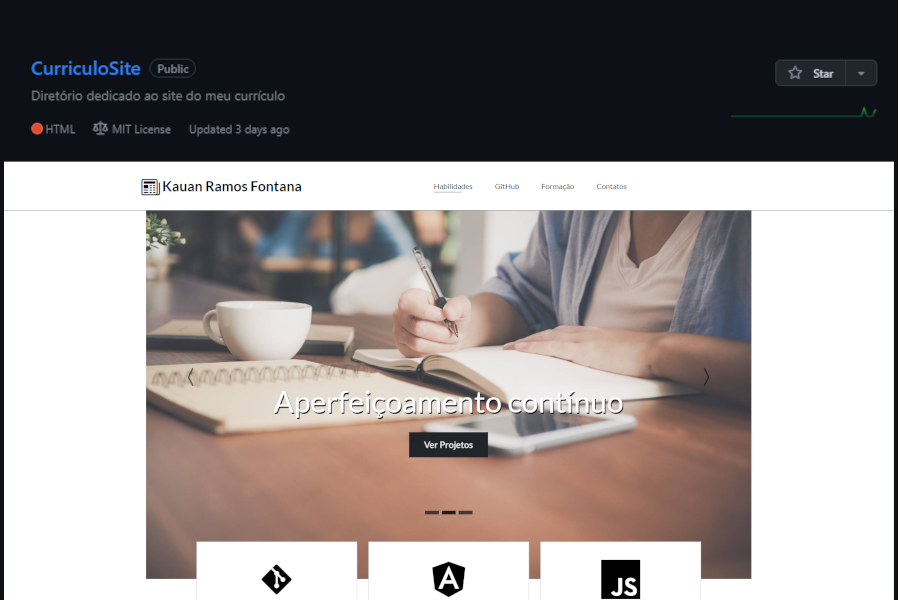 CurriculoSite Public
Star
Diretório dedicado ao site do meu currículo
HTML MIT License Updated 3 days ago
Kauan Ramos Fontana
Habilidades GitHub Formação Contatos
Aperfeiçoamento contínuo
Ver Projetos
A JS